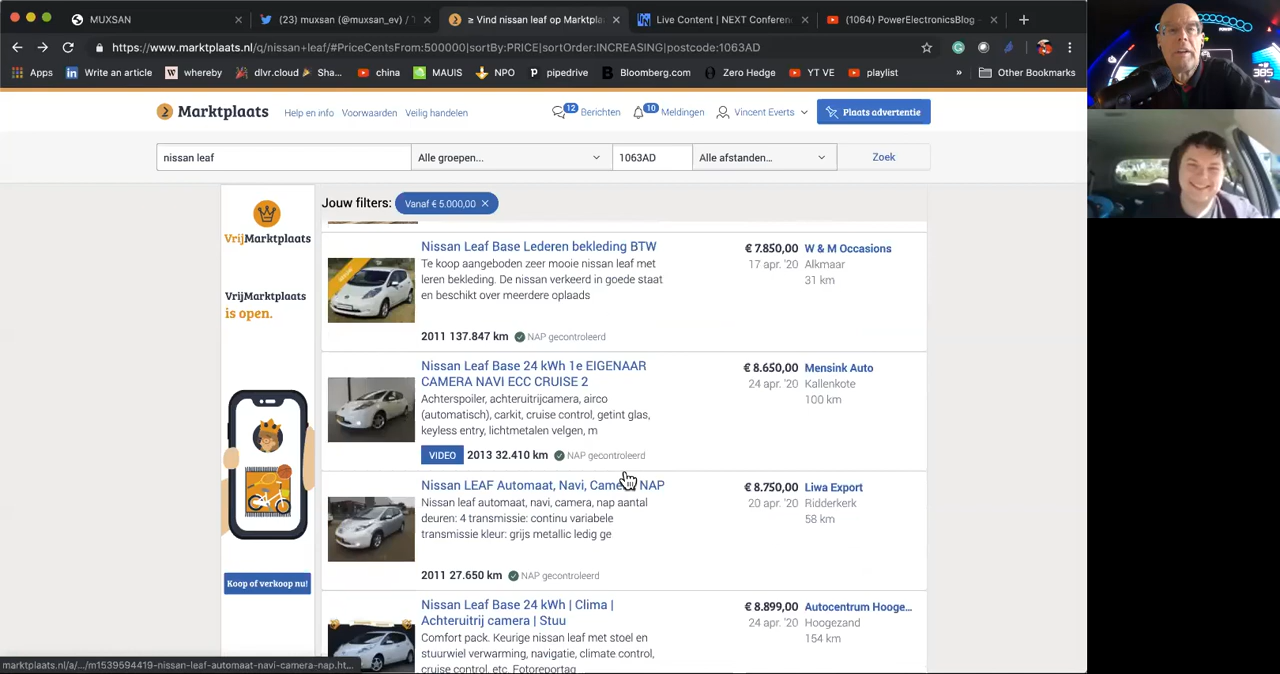 MUXSAN
(23) muxsan (@muxsan_ev) / T
≥ Vind nissan leaf op Marktpla
Live Content | NEXT Conferen
(1064) PowerElectronicsBlog -
https://www.marktplaats.nl/q/nissan+leaf/#PriceCentsFrom:500000|sortBy:PRICE|sortOrder:INCREASING|postcode:1063AD
Apps Write an article whereby dlvr.cloud Sha... china MAUIS NPO pipedrive Bloomberg.com Zero Hedge YT VE playlist » Other Bookmarks
Marktplaats Help en info Voorwaarden Veilig handelen 12 Berichten 10 Meldingen Vincent Everts Plaats advertentie
nissan leaf Alle groepen... 1063AD Alle afstanden... Zoek
VrijMarktplaats
VrijMarktplaats
is open.
Koop of verkoop nu!
Jouw filters: Vanaf € 5.000,00 ×
Nissan Leaf Base Lederen bekleding BTW
Te koop aangeboden zeer mooie nissan leaf met
leren bekleding. De nissan verkeerd in goede staat
en beschikt over meerdere oplaads
2011 137.847 km NAP gecontroleerd
€ 7.850,00 W & M Occasions
17 apr. '20 Alkmaar
31 km
Nissan Leaf Base 24 kWh 1e EIGENAAR
CAMERA NAVI ECC CRUISE 2
Achterspoiler, achteruitrijcamera, airco
(automatisch), carkit, cruise control, getint glas,
keyless entry, lichtmetalen velgen, m
VIDEO 2013 32.410 km NAP gecontroleerd
€ 8.650,00 Mensink Auto
24 apr. '20 Kallenkote
100 km
Nissan LEAF Automaat, Navi, Came NAP
Nissan leaf automaat, navi, camera, nap aantal
deuren: 4 transmissie: continu variabele
transmissie kleur: grijs metallic ledig ge
2011 27.650 km NAP gecontroleerd
€ 8.750,00 Liwa Export
20 apr. '20 Ridderkerk
58 km
Nissan Leaf Base 24 kWh | Clima |
Achteruitrij camera | Stuu
Comfort pack. Keurige nissan leaf met stoel en
stuurwiel verwarming, navigatie, climate control,
cruise control, etc. Fotoreportag
€ 8.899,00 Autocentrum Hooge...
24 apr. '20 Hoogezand
154 km
marktplaats.nl/a/.../m1539594419-nissan-leaf-automaat-navi-camera-nap.ht...
385